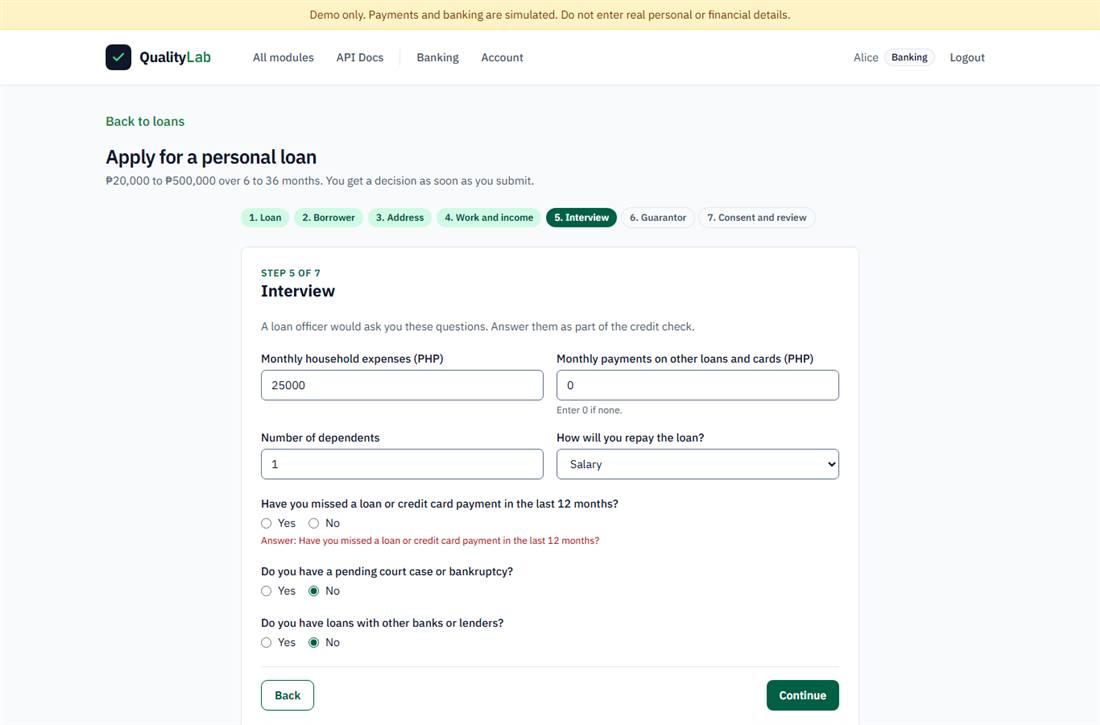 Demo only. Payments and banking are simulated. Do not enter real personal or financial details.
QualityLab All modules API Docs Banking Account Alice Banking Logout
Back to loans
Apply for a personal loan
₱20,000 to ₱500,000 over 6 to 36 months. You get a decision as soon as you submit.
1. Loan 2. Borrower 3. Address 4. Work and income 5. Interview 6. Guarantor 7. Consent and review
STEP 5 OF 7
Interview
A loan officer would ask you these questions. Answer them as part of the credit check.
Monthly household expenses (PHP) Monthly payments on other loans and cards (PHP)
25000 0
Enter 0 if none.
Number of dependents How will you repay the loan?
1 Salary
Have you missed a loan or credit card payment in the last 12 months?
Yes No
Answer: Have you missed a loan or credit card payment in the last 12 months?
Do you have a pending court case or bankruptcy?
Yes No
Do you have loans with other banks or lenders?
Yes No
Back Continue